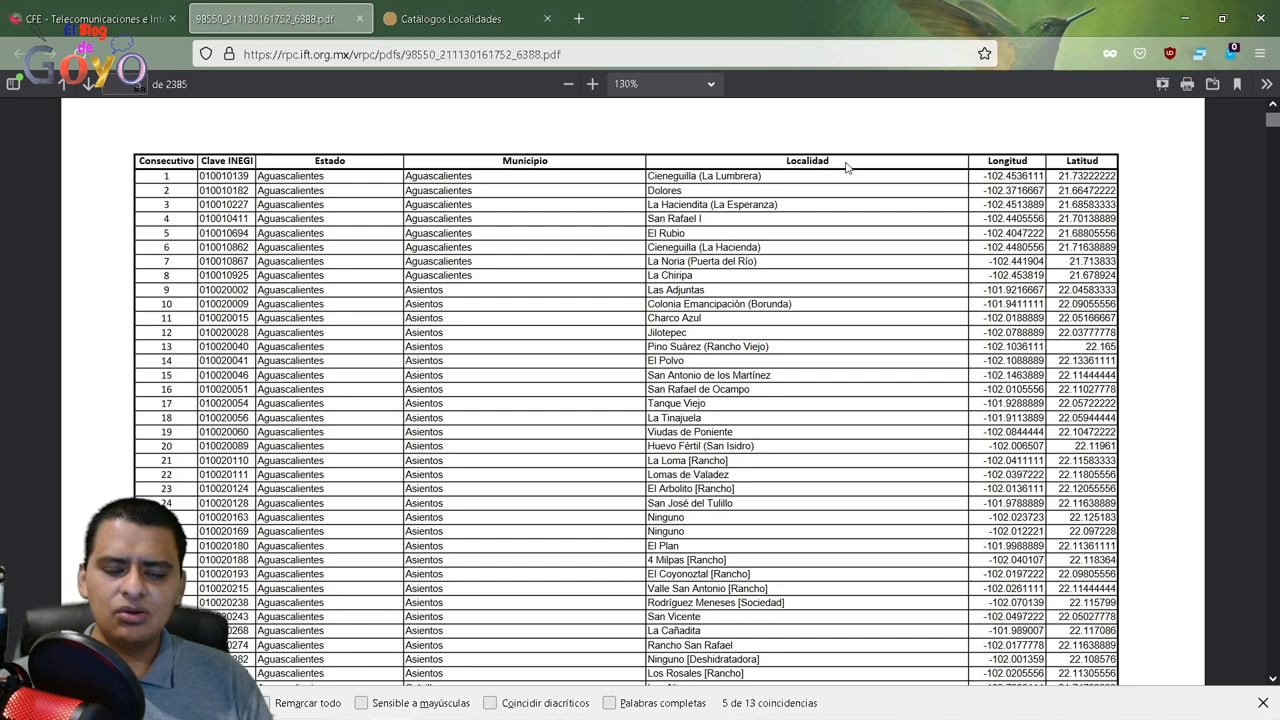 CFE - Telecomunicaciones e Inte
98550_211130161752_6388.pdf
Catálogos Localidades
El Blog
de
GOYO
https://rpc.ift.org.mx/vrpc/pdfs/98550_211130161752_6388.pdf
0
de 2385
130%
Consecutivo Clave INEGI Estado Municipio Localidad Longitud Latitud
1 010010139 Aguascalientes Aguascalientes Cieneguilla (La Lumbrera) -102.4536111 21.73222222
2 010010182 Aguascalientes Aguascalientes Dolores -102.3716667 21.66472222
3 010010227 Aguascalientes Aguascalientes La Haciendita (La Esperanza) -102.4513889 21.68583333
4 010010411 Aguascalientes Aguascalientes San Rafael I -102.4405556 21.70138889
5 010010694 Aguascalientes Aguascalientes El Rubio -102.4047222 21.68805556
6 010010862 Aguascalientes Aguascalientes Cieneguilla (La Hacienda) -102.4480556 21.71638889
7 010010867 Aguascalientes Aguascalientes La Noria (Puerta del Río) -102.441904 21.713833
8 010010925 Aguascalientes Aguascalientes La Chiripa -102.453819 21.678924
9 010020002 Aguascalientes Asientos Las Adjuntas -101.9216667 22.04583333
10 010020009 Aguascalientes Asientos Colonia Emancipación (Borunda) -101.9411111 22.09055556
11 010020015 Aguascalientes Asientos Charco Azul -102.0188889 22.05166667
12 010020028 Aguascalientes Asientos Jilotepec -102.0788889 22.03777778
13 010020040 Aguascalientes Asientos Pino Suárez (Rancho Viejo) -102.1036111 22.165
14 010020041 Aguascalientes Asientos El Polvo -102.1088889 22.13361111
15 010020046 Aguascalientes Asientos San Antonio de los Martínez -102.1463889 22.11444444
16 010020051 Aguascalientes Asientos San Rafael de Ocampo -102.0105556 22.11027778
17 010020054 Aguascalientes Asientos Tanque Viejo -101.9288889 22.05722222
18 010020056 Aguascalientes Asientos La Tinajuela -101.9113889 22.05944444
19 010020060 Aguascalientes Asientos Viudas de Poniente -102.0844444 22.10472222
20 010020089 Aguascalientes Asientos Huevo Fértil (San Isidro) -102.006507 22.11961
21 010020110 Aguascalientes Asientos La Loma [Rancho] -102.0411111 22.11583333
22 010020111 Aguascalientes Asientos Lomas de Valadez -102.0397222 22.11805556
23 010020124 Aguascalientes Asientos El Arbolito [Rancho] -102.0136111 22.12055556
24 010020128 Aguascalientes Asientos San José del Tulillo -101.9788889 22.11638889
010020163 Aguascalientes Asientos Ninguno -102.023723 22.125183
010020169 Aguascalientes Asientos Ninguno -102.012221 22.097228
010020180 Aguascalientes Asientos El Plan -101.9988889 22.11361111
010020188 Aguascalientes Asientos 4 Milpas [Rancho] -102.040107 22.118364
010020193 Aguascalientes Asientos El Coyonoztal [Rancho] -102.0197222 22.09805556
010020215 Aguascalientes Asientos Valle San Antonio [Rancho] -102.0261111 22.11444444
010020238 Aguascalientes Asientos Rodríguez Meneses [Sociedad] -102.070139 22.115799
0020243 Aguascalientes Asientos San Vicente -102.0497222 22.05027778
0268 Aguascalientes Asientos La Cañadita -101.989007 22.117086
0274 Aguascalientes Asientos Rancho San Rafael -102.0177778 22.11638889
282 Aguascalientes Asientos Ninguno [Deshidratadora] -102.001359 22.108576
Aguascalientes Asientos Los Rosales [Rancho] -102.0205556 22.11305556
Remarcar todo Sensible a mayúsculas Coincidir diacríticos Palabras completas 5 de 13 coincidencias